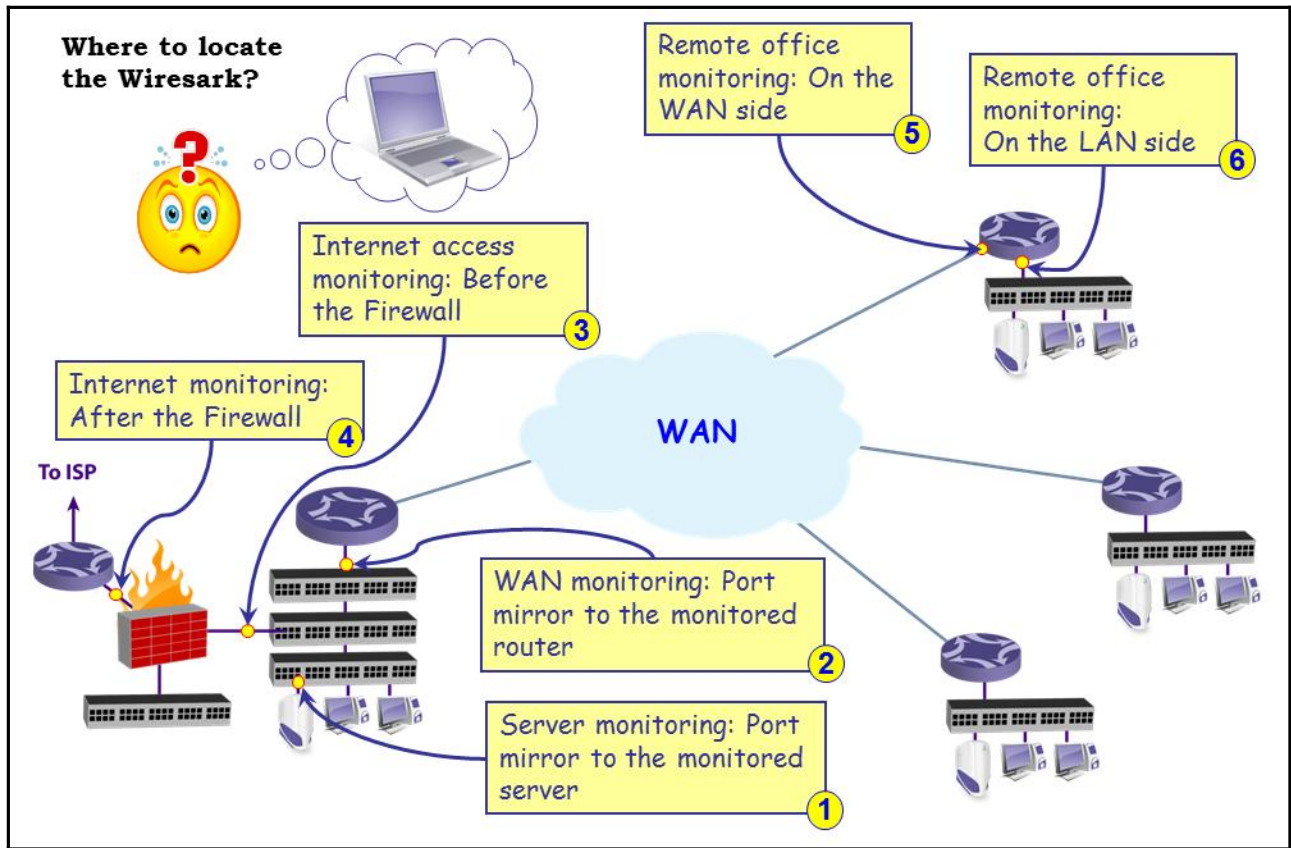 Where to locate
the Wiresark?
Remote office
monitoring: On the
WAN side
5
Remote office
monitoring:
On the LAN side
6
Internet access
monitoring: Before
the Firewall
3
Internet monitoring:
After the Firewall
4
To ISP
WAN
WAN monitoring: Port
mirror to the monitored
router
2
Server monitoring: Port
mirror to the monitored
server
1